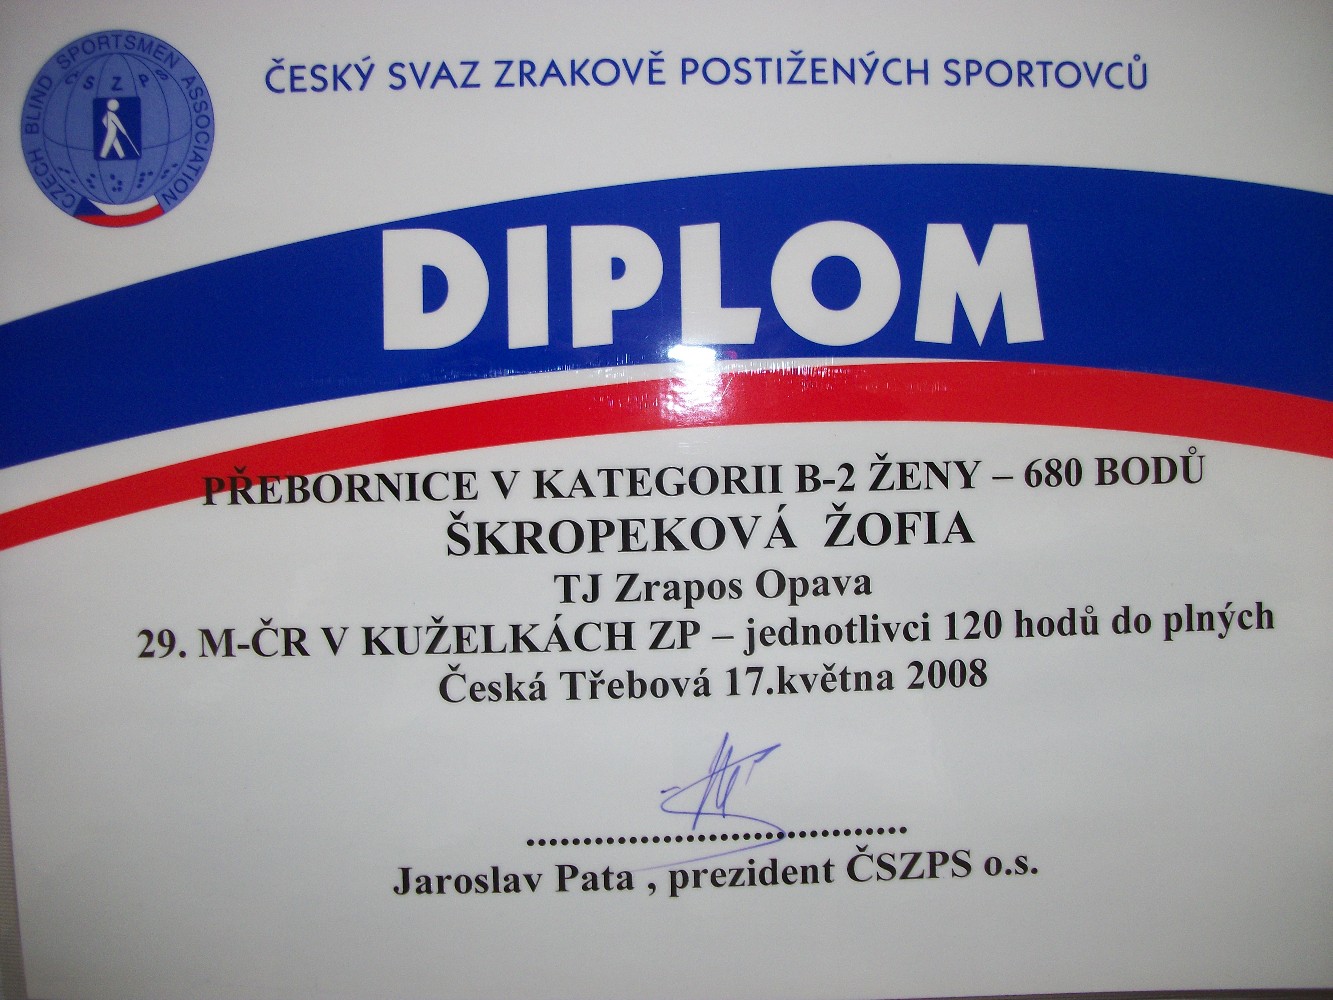 CZECH BLIND SPORTSMEN ASSOCIATION
ČSZPS
ČESKÝ SVAZ ZRAKOVĚ POSTIŽENÝCH SPORTOVCŮ
DIPLOM
PŘEBORNICE V KATEGORII B-2 ŽENY – 680 BODŮ
ŠKROPEKOVÁ ŽOFIA
TJ Zrapos Opava
29. M-ČR V KUŽELKÁCH ZP – jednotlivci 120 hodů do plných
Česká Třebová 17.května 2008
Jaroslav Pata , prezident ČSZPS o.s.